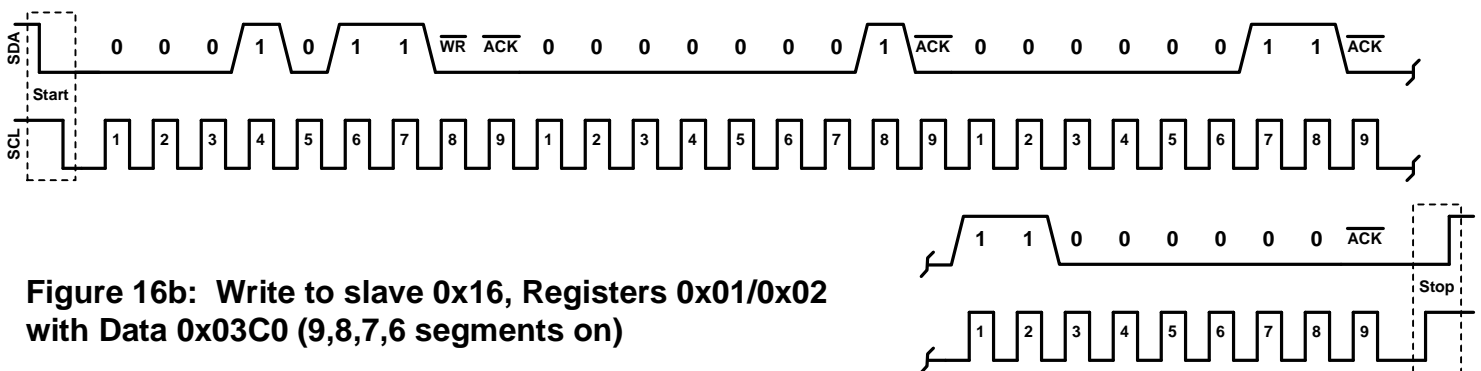 SDA
0 0 0 1 0 1 1 WR ACK 0 0 0 0 0 0 0 1 ACK 0 0 0 0 0 0 1 1 ACK
Start
SCL
1 2 3 4 5 6 7 8 9 1 2 3 4 5 6 7 8 9 1 2 3 4 5 6 7 8 9
1 1 0 0 0 0 0 0 ACK
Stop
1 2 3 4 5 6 7 8 9
Figure 16b: Write to slave 0x16, Registers 0x01/0x02
with Data 0x03C0 (9,8,7,6 segments on)